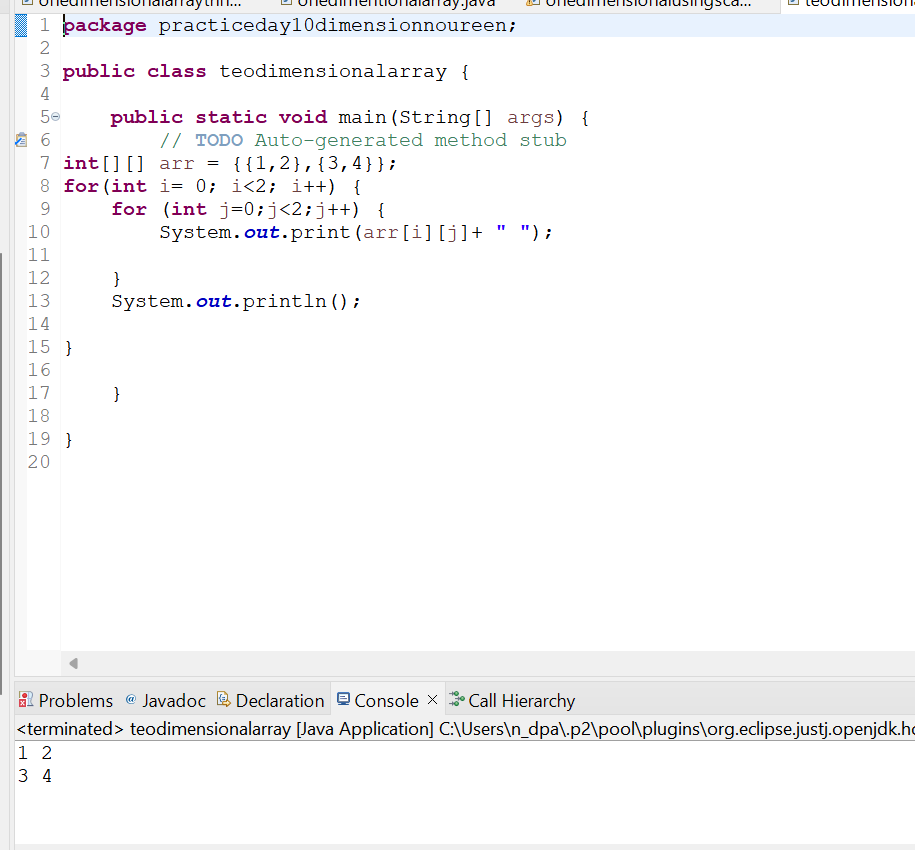 onedimentionalarray.java
1 package practiceday10dimensionnoureen;
2
3 public class teodimensionalarray {
4
5 public static void main(String[] args) {
6 // TODO Auto-generated method stub
7 int[][] arr = {{1,2},{3,4}};
8 for(int i= 0; i<2; i++) {
9 for (int j=0;j<2;j++) {
10 System.out.print(arr[i][j]+ " ");
11
12 }
13 System.out.println();
14
15 }
16
17 }
18
19 }
20
Problems @ Javadoc Declaration Console Call Hierarchy
<terminated> teodimensionalarray [Java Application] C:\Users\n_dpa\.p2\pool\plugins\org.eclipse.justj.openjdk.ho
1 2
3 4